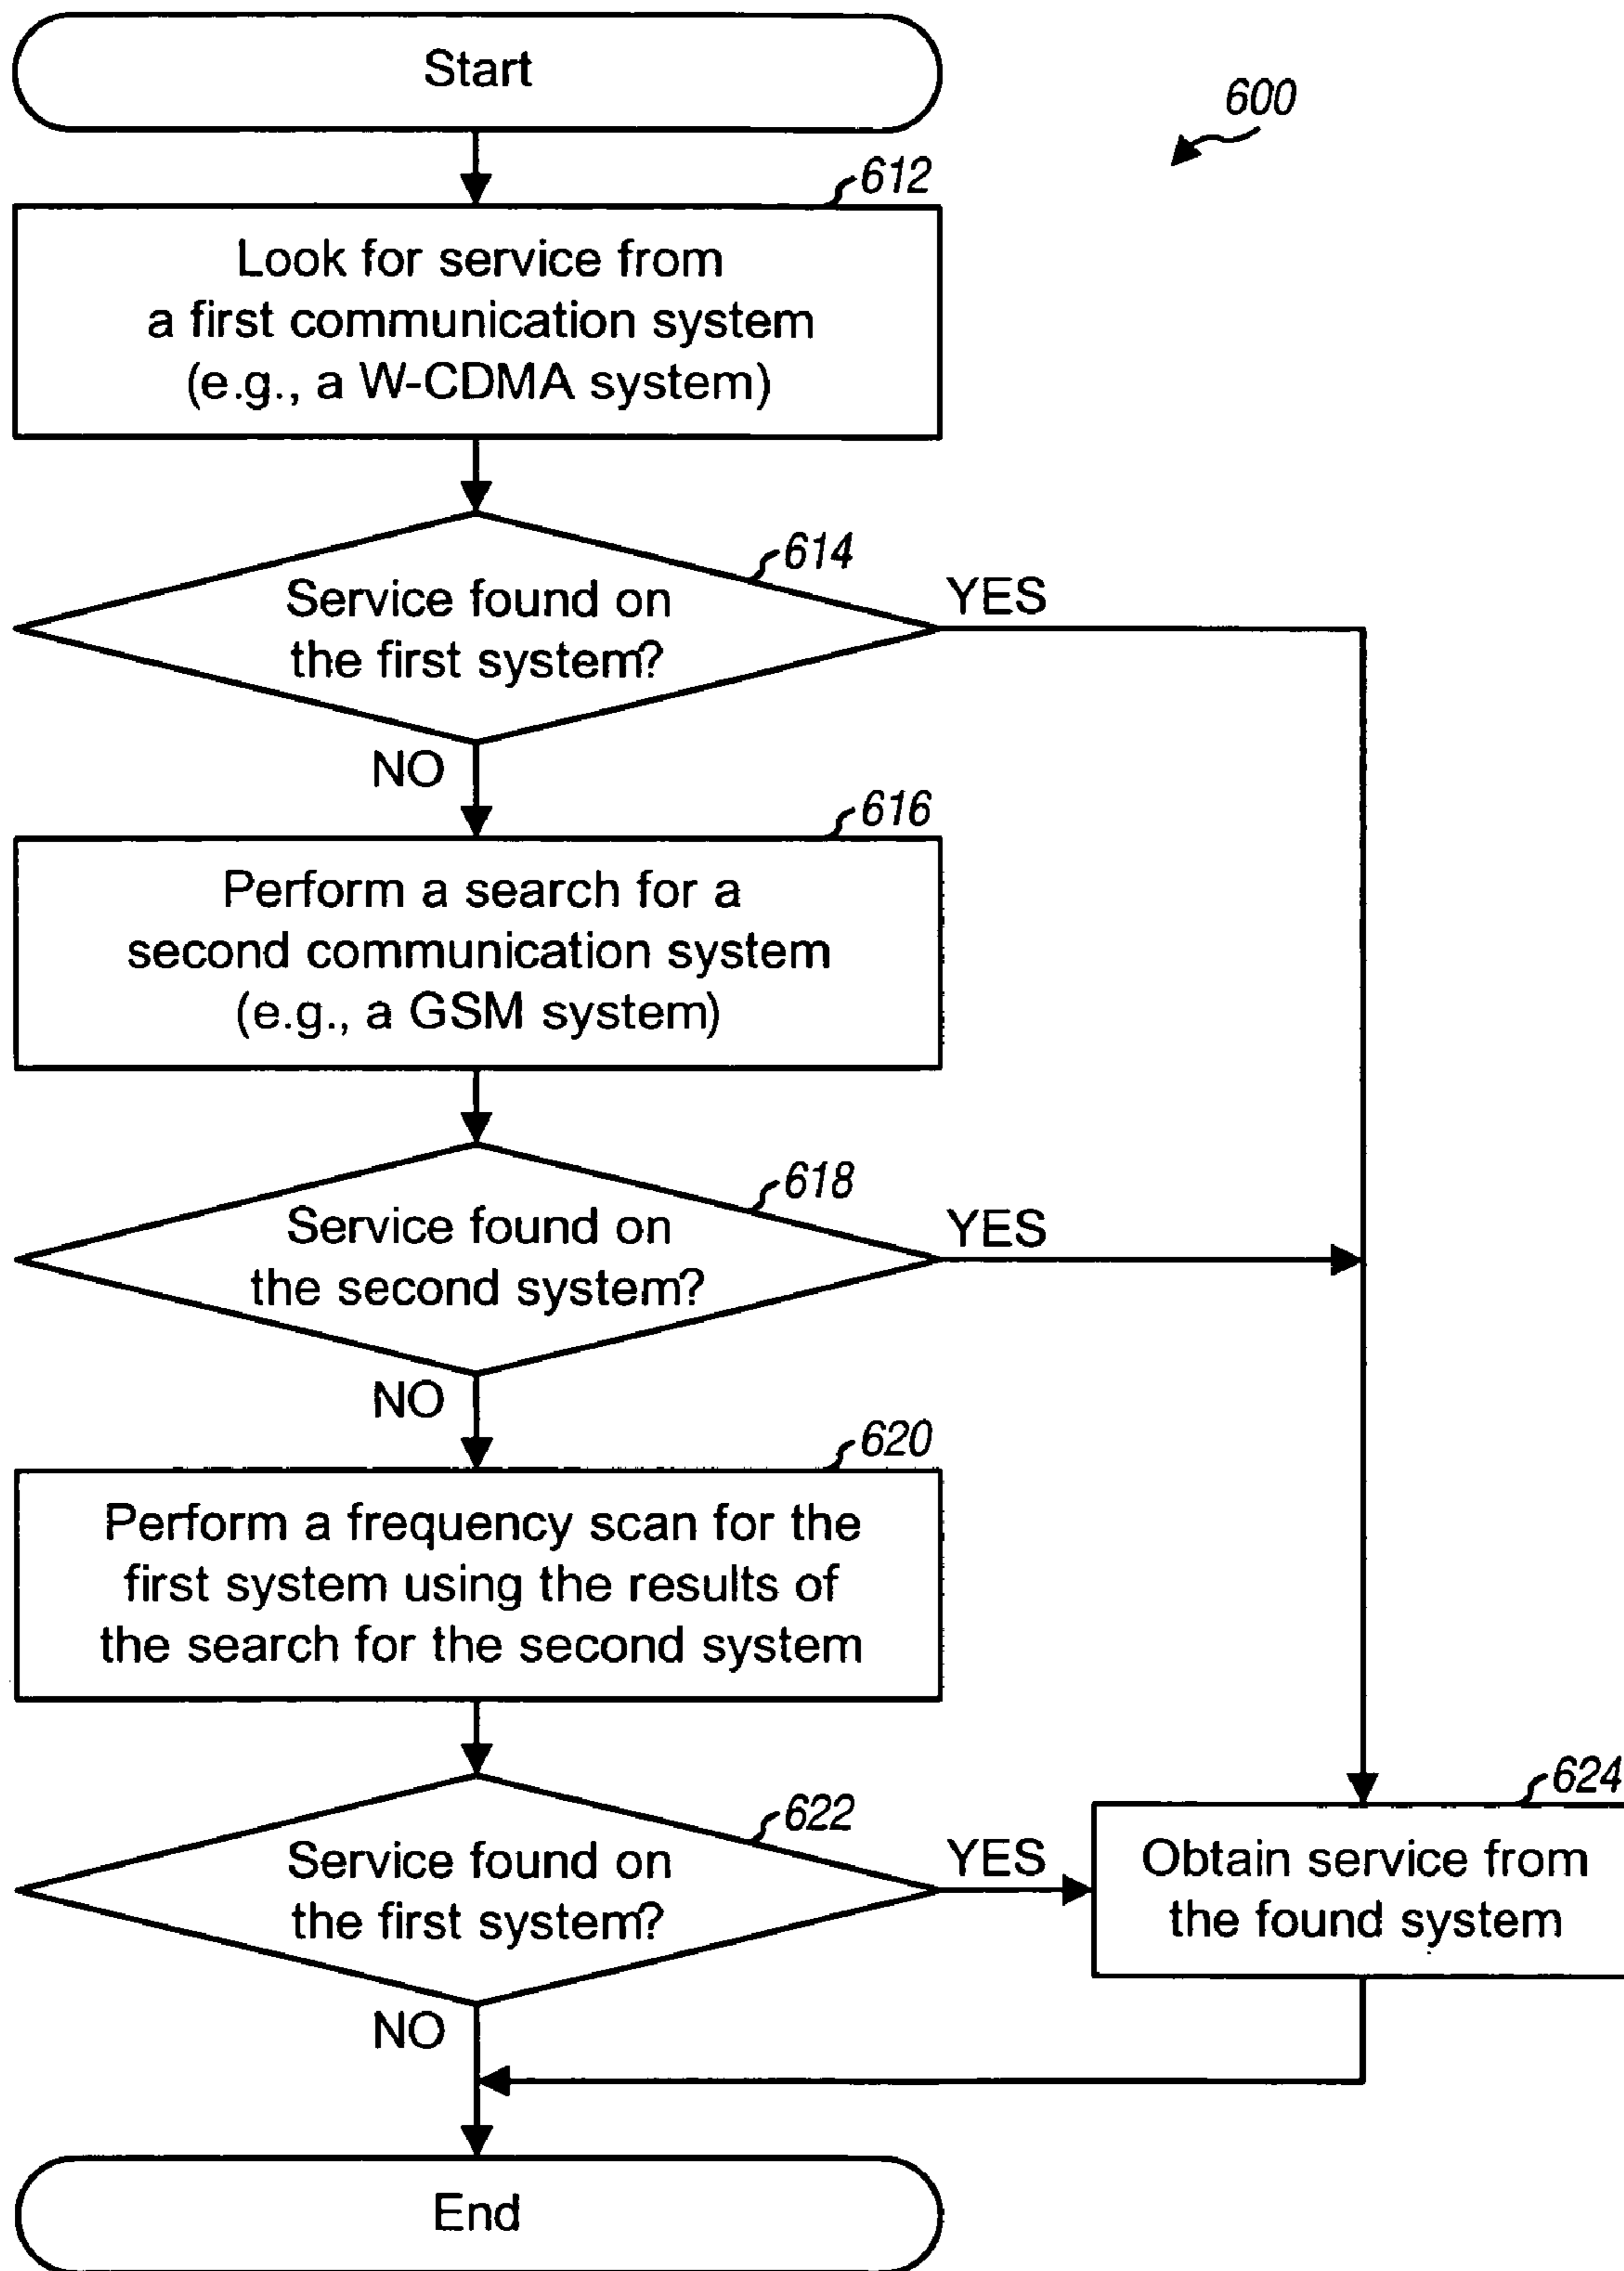 Start
600
612
Look for service from
a first communication system
(e.g., a W-CDMA system)
614
Service found on
the first system?
YES
NO
616
Perform a search for a
second communication system
(e.g., a GSM system)
618
Service found on
the second system?
YES
NO
620
Perform a frequency scan for the
first system using the results of
the search for the second system
622
Service found on
the first system?
YES
624
Obtain service from
the found system
NO
End